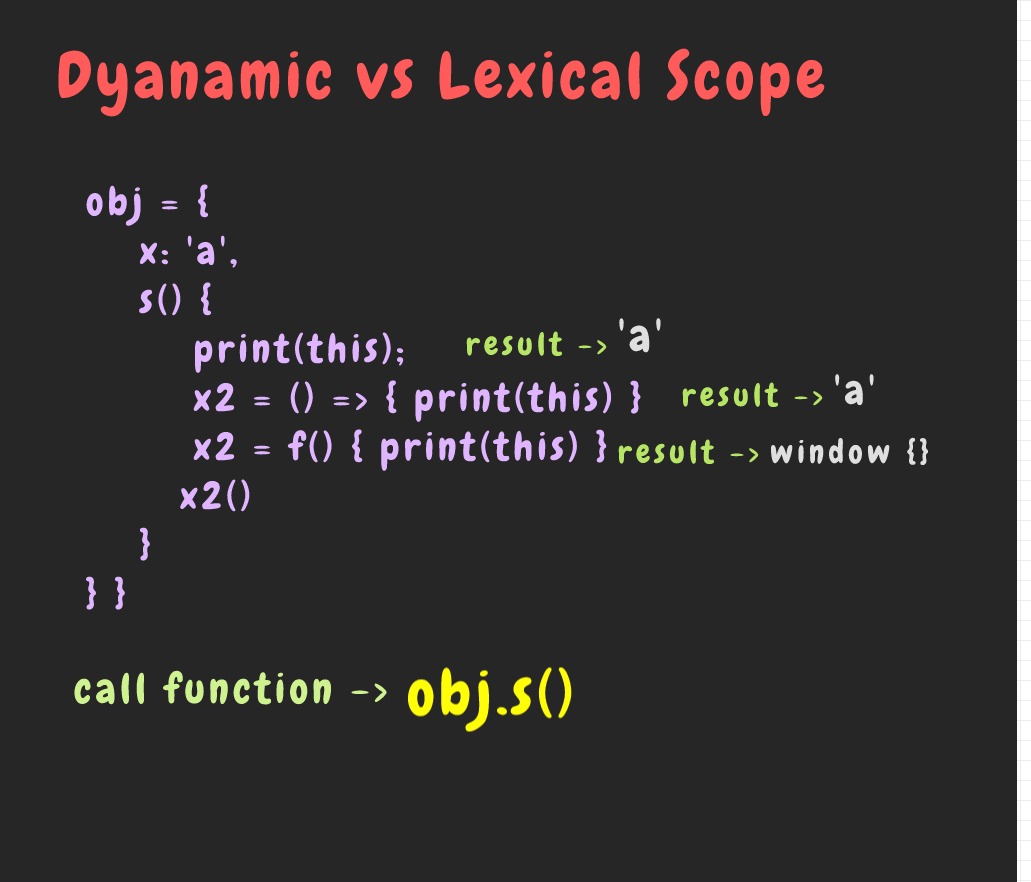 Dyanamic vs Lexical Scope
obj = {
x: 'a',
s() {
print(this); result -> 'a'
x2 = () => { print(this) } result -> 'a'
x2 = f() { print(this) } result -> window {}
x2()
}
} }
call function -> obj.s()